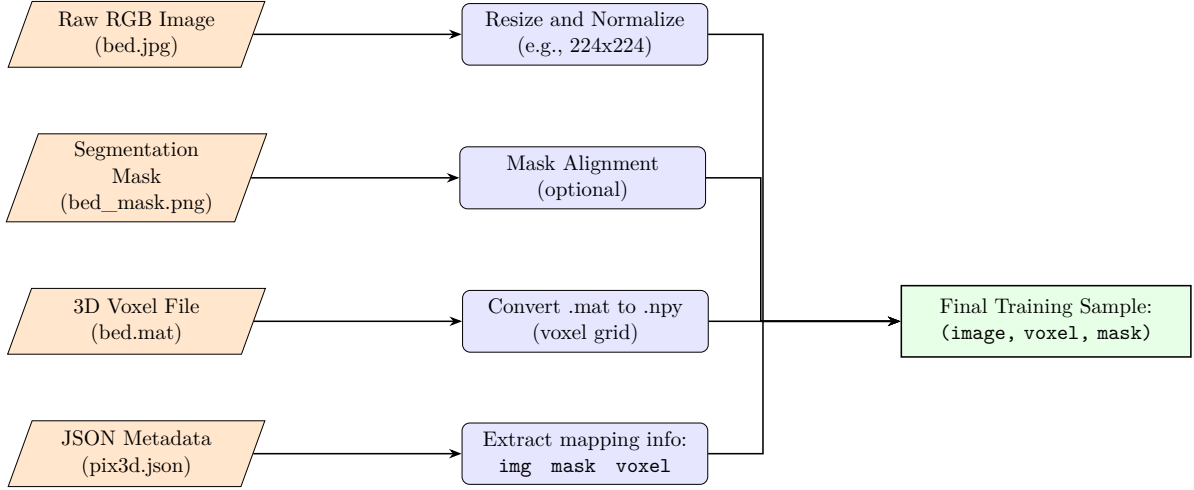 Raw RGB Image
(bed.jpg)
Resize and Normalize
(e.g., 224x224)
Segmentation
Mask
(bed_mask.png)
Mask Alignment
(optional)
3D Voxel File
(bed.mat)
Convert .mat to .npy
(voxel grid)
Final Training Sample:
(image, voxel, mask)
JSON Metadata
(pix3d.json)
Extract mapping info:
img mask voxel